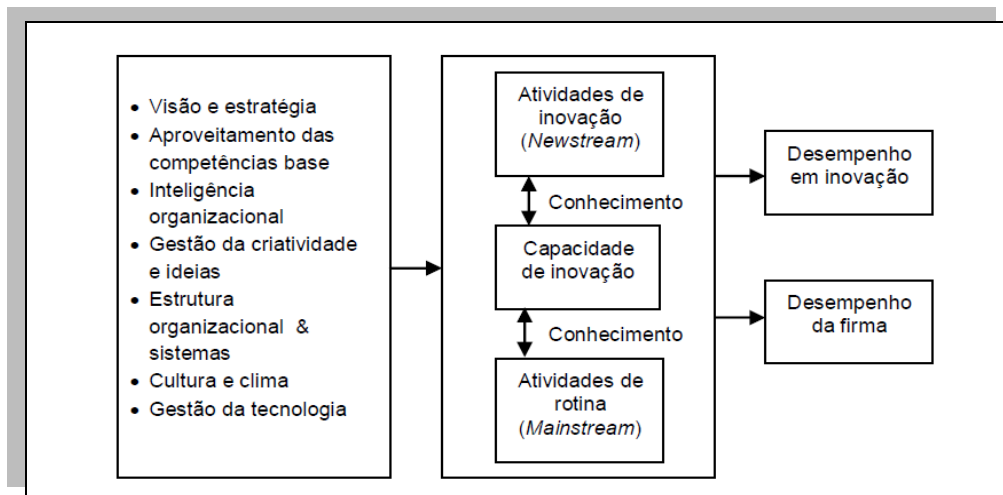 • Visão e estratégia
• Aproveitamento das
competências base
• Inteligência
organizacional
• Gestão da criatividade
e ideias
• Estrutura
organizacional & 
sistemas
• Cultura e clima
• Gestão da tecnologia
Atividades de
inovação
(Newstream)
Conhecimento
Capacidade
de inovação
Conhecimento
Atividades de
rotina
(Mainstream)
Desempenho
em inovação
Desempenho
da firma